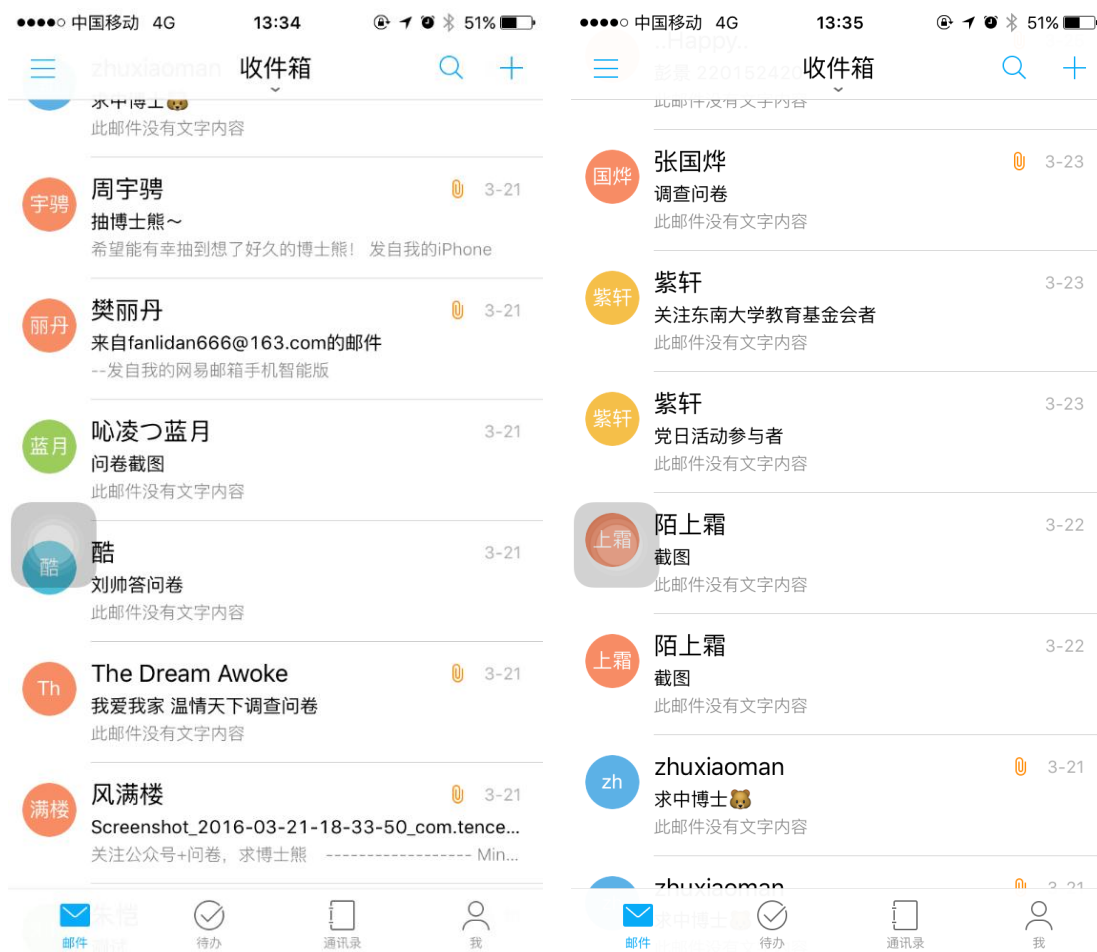 中国移动 4G 13:34 51%
zhuxiaoman 收件箱
求中博士🐻
此邮件没有文字内容
宇骋 周宇骋 3-21
抽博士熊～
希望能有幸抽到想了好久的博士熊！ 发自我的iPhone
丽丹 樊丽丹 3-21
来自fanlidan666@163.com的邮件
--发自我的网易邮箱手机智能版
蓝月 吣凌つ蓝月 3-21
问卷截图
此邮件没有文字内容
酷 酷 3-21
刘帅答问卷
此邮件没有文字内容
Th The Dream Awoke 3-21
我爱我家 温情天下调查问卷
此邮件没有文字内容
满楼 风满楼 3-21
Screenshot_2016-03-21-18-33-50_com.tence...
关注公众号+问卷，求博士熊 ------------------ Min...
朱恺
邮件 待办 通讯录 我
中国移动 4G 13:35 51%
..Happy..
收件箱
此邮件没有文字内容
国烨 张国烨 3-23
调查问卷
此邮件没有文字内容
紫轩 紫轩 3-23
关注东南大学教育基金会者
此邮件没有文字内容
紫轩 紫轩 3-23
党日活动参与者
此邮件没有文字内容
上霜 陌上霜 3-22
截图
此邮件没有文字内容
上霜 陌上霜 3-22
截图
此邮件没有文字内容
zh zhuxiaoman 3-21
求中博士🐻
此邮件没有文字内容
zhuxiaoman 3-21
求中博士
邮件 待办 通讯录 我